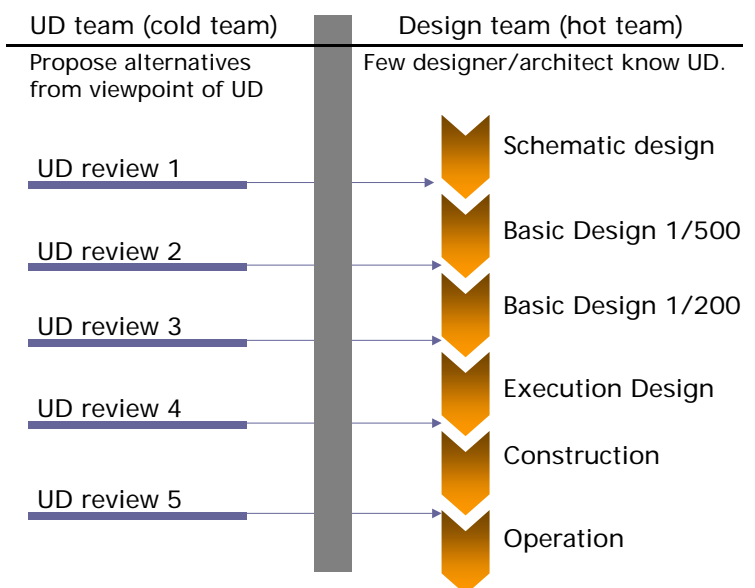 UD team (cold team)
Design team (hot team)
Propose alternatives
from viewpoint of UD
Few designer/architect know UD.
Schematic design
UD review 1
Basic Design 1/500
UD review 2
Basic Design 1/200
UD review 3
Execution Design
UD review 4
Construction
UD review 5
Operation